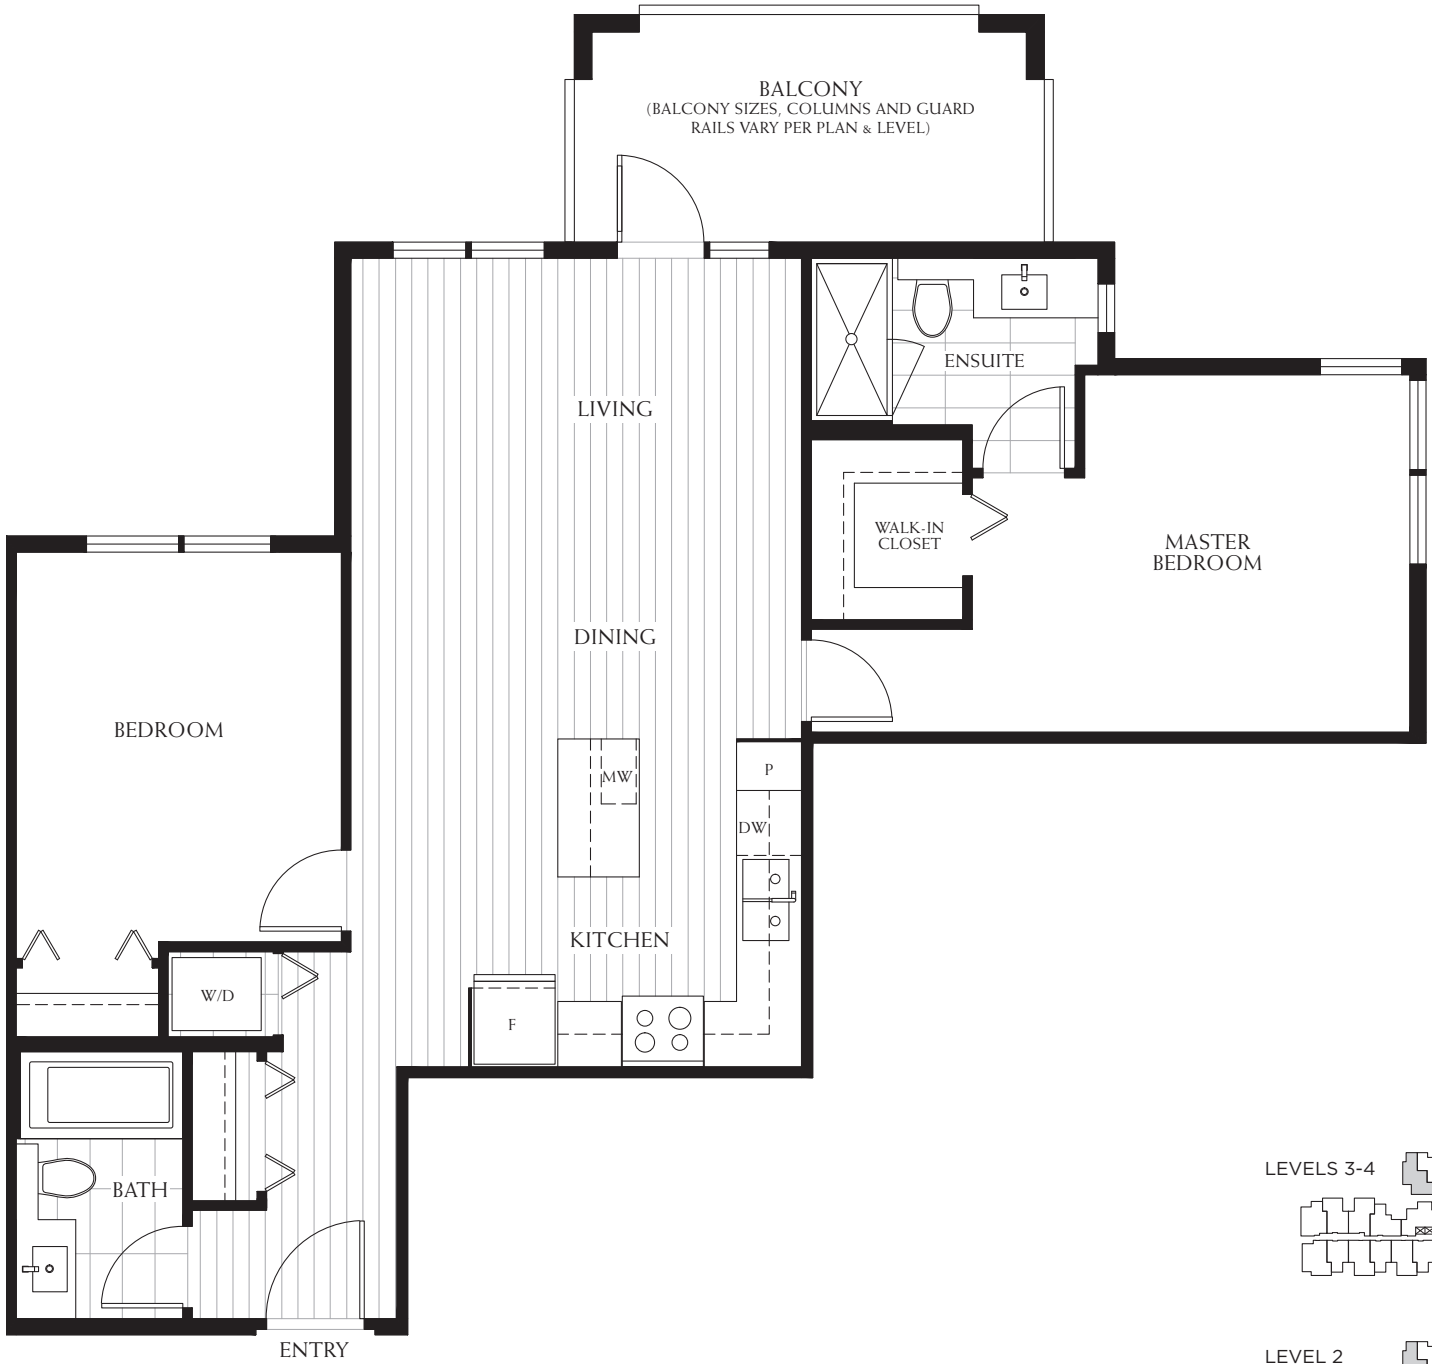 BALCONY
(BALCONY SIZES, COLUMNS AND GUARD
RAILS VARY PER PLAN & LEVEL)
ENSUITE
LIVING
WALK-IN
CLOSET
MASTER
BEDROOM
DINING
BEDROOM
MW
P
DW
KITCHEN
W/D
F
BATH
ENTRY
LEVELS 3-4
LEVEL 2